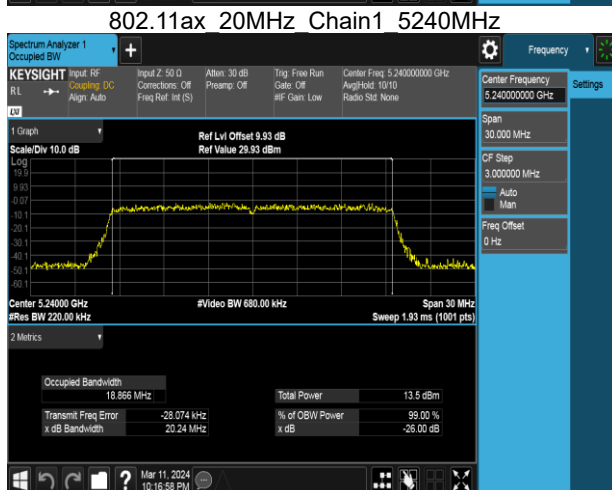 802.11ax_20MHz_Chain1_5240MHz
Spectrum Analyzer 1
Occupied BW
Frequency
KEYSIGHT
RL
Input: RF
Coupling: DC
Align: Auto
Input Z: 50 Ω
Corrections: Off
Freq Ref: Int (S)
Atten: 30 dB
Preamp: Off
Trig: Free Run
Gate: Off
#IF Gain: Low
Center Freq: 5.240000000 GHz
Avg|Hold: 10/10
Radio Std: None
Center Frequency
5.240000000 GHz
Settings
Span
30.000 MHz
CF Step
3.000000 MHz
Auto
Man
Freq Offset
0 Hz
1 Graph
Scale/Div 10.0 dB
Ref Lvl Offset 9.93 dB
Ref Value 29.93 dBm
Log
19.9
9.93
-0.07
-10.1
-20.1
-30.1
-40.1
-50.1
-60.1
Center 5.24000 GHz
#Video BW 680.00 kHz
Span 30 MHz
#Res BW 220.00 kHz
Sweep 1.93 ms (1001 pts)
2 Metrics
Occupied Bandwidth
18.866 MHz
Total Power 13.5 dBm
Transmit Freq Error -28.074 kHz
% of OBW Power 99.00 %
x dB Bandwidth 20.24 MHz
x dB -26.00 dB
?
Mar 11, 2024
10:16:58 PM